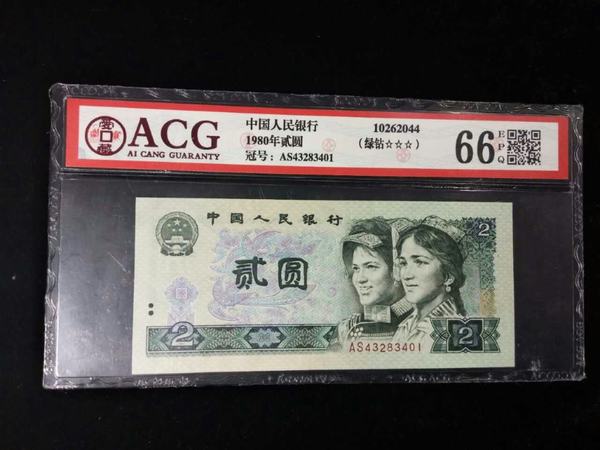 ACG
AI CANG GUARANTY
中国人民银行
1980年贰圆
冠号：AS43283401
10262044
(绿钻☆☆☆)
66
EPQ
中国人民银行
贰圆
2
2
2
AS43283401